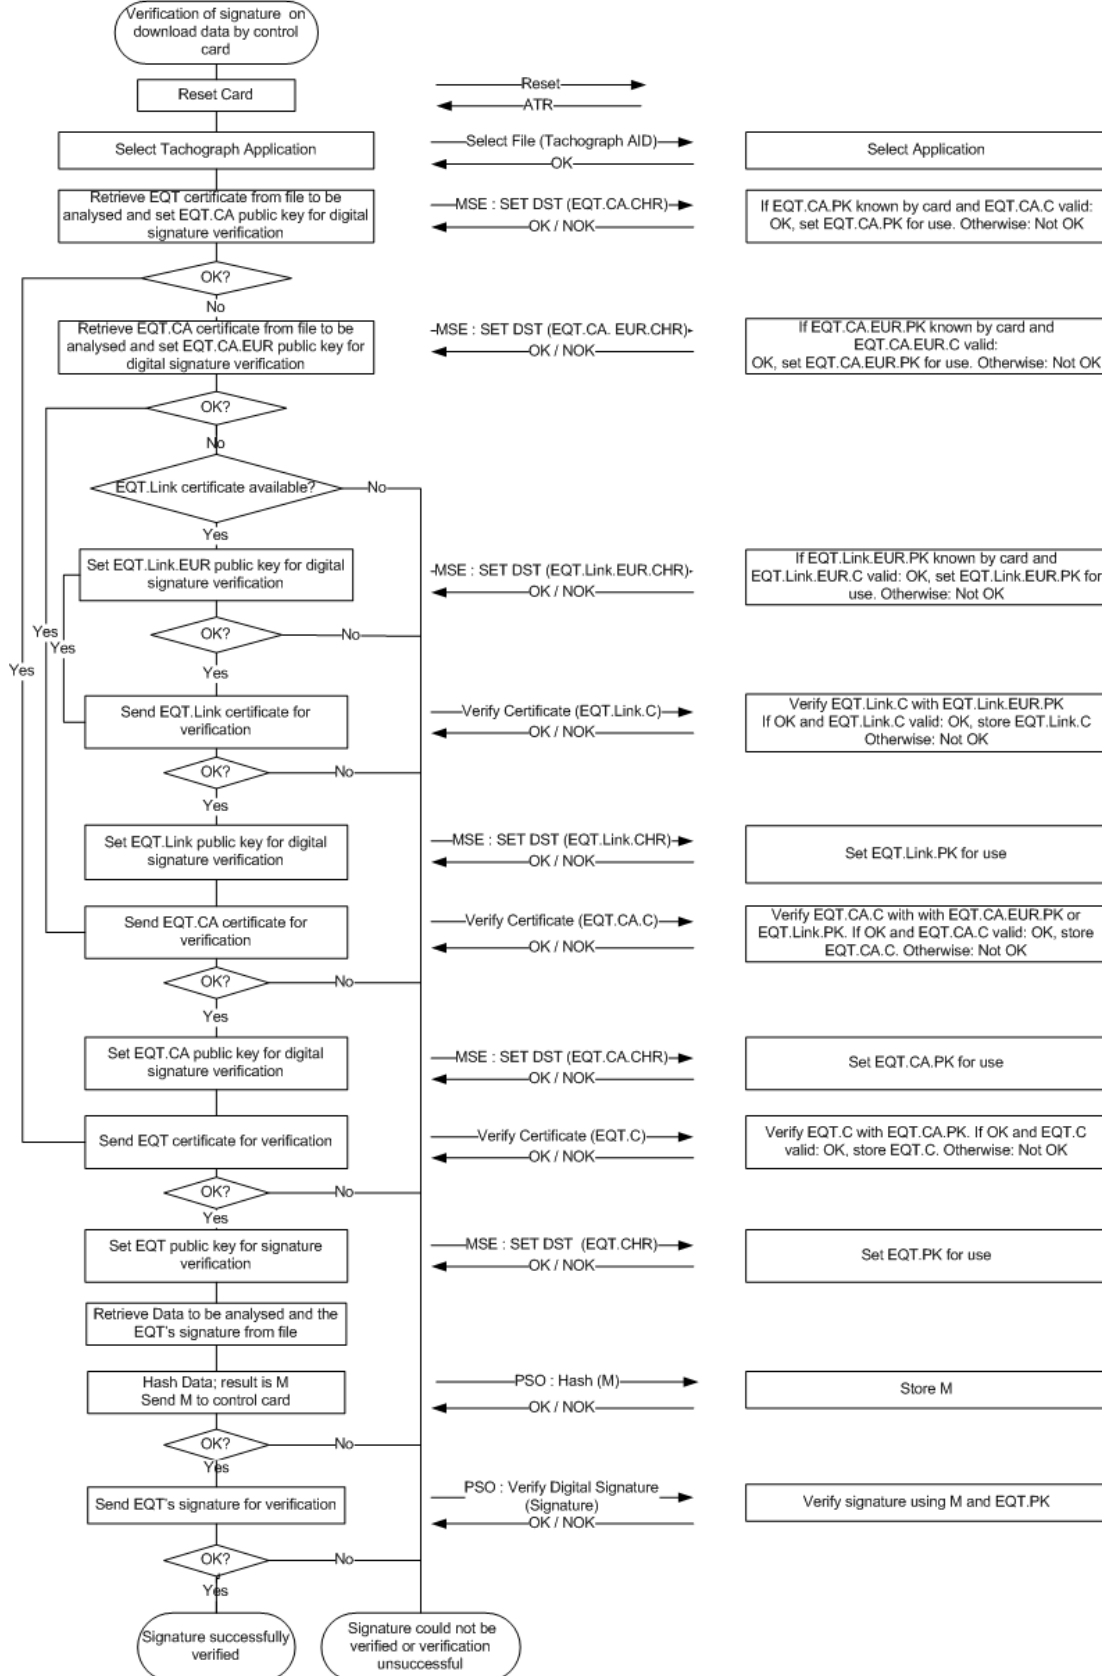 Verification of signature on
download data by control
card
Reset Card
Reset
ATR
Select Tachograph Application
Select File (Tachograph AID)
OK
Select Application
Retrieve EQT certificate from file to be
analysed and set EQT.CA public key for digital
signature verification
MSE : SET DST (EQT.CA.CHR)
OK / NOK
If EQT.CA.PK known by card and EQT.CA.C valid:
OK, set EQT.CA.PK for use. Otherwise: Not OK
OK?
No
Retrieve EQT.CA certificate from file to be
analysed and set EQT.CA.EUR public key for
digital signature verification
MSE : SET DST (EQT.CA. EUR.CHR)
OK / NOK
If EQT.CA.EUR.PK known by card and
EQT.CA.EUR.C valid:
OK, set EQT.CA.EUR.PK for use. Otherwise: Not OK
OK?
No
EQT.Link certificate available?
No
Yes
Set EQT.Link.EUR public key for digital
signature verification
MSE : SET DST (EQT.Link.EUR.CHR)
OK / NOK
If EQT.Link.EUR.PK known by card and
EQT.Link.EUR.C valid: OK, set EQT.Link.EUR.PK for
use. Otherwise: Not OK
OK?
No
Yes
Yes
Yes
Yes
Send EQT.Link certificate for
verification
Verify Certificate (EQT.Link.C)
OK / NOK
Verify EQT.Link.C with EQT.Link.EUR.PK
If OK and EQT.Link.C valid: OK, store EQT.Link.C
Otherwise: Not OK
OK?
No
Yes
Set EQT.Link public key for digital
signature verification
MSE : SET DST (EQT.Link.CHR)
OK / NOK
Set EQT.Link.PK for use
Send EQT.CA certificate for
verification
Verify Certificate (EQT.CA.C)
OK / NOK
Verify EQT.CA.C with with EQT.CA.EUR.PK or
EQT.Link.PK. If OK and EQT.CA.C valid: OK, store
EQT.CA.C. Otherwise: Not OK
OK?
No
Yes
Set EQT.CA public key for digital
signature verification
MSE : SET DST (EQT.CA.CHR)
OK / NOK
Set EQT.CA.PK for use
Send EQT certificate for verification
Verify Certificate (EQT.C)
OK / NOK
Verify EQT.C with EQT.CA.PK. If OK and EQT.C
valid: OK, store EQT.C. Otherwise: Not OK
OK?
No
Yes
Set EQT public key for signature
verification
MSE : SET DST (EQT.CHR)
OK / NOK
Set EQT.PK for use
Retrieve Data to be analysed and the
EQT's signature from file
Hash Data; result is M
Send M to control card
PSO : Hash (M)
OK / NOK
Store M
OK?
No
Yes
Send EQT's signature for verification
PSO : Verify Digital Signature
(Signature)
OK / NOK
Verify signature using M and EQT.PK
OK?
No
Yes
Signature successfully
verified
Signature could not be
verified or verification
unsuccessful